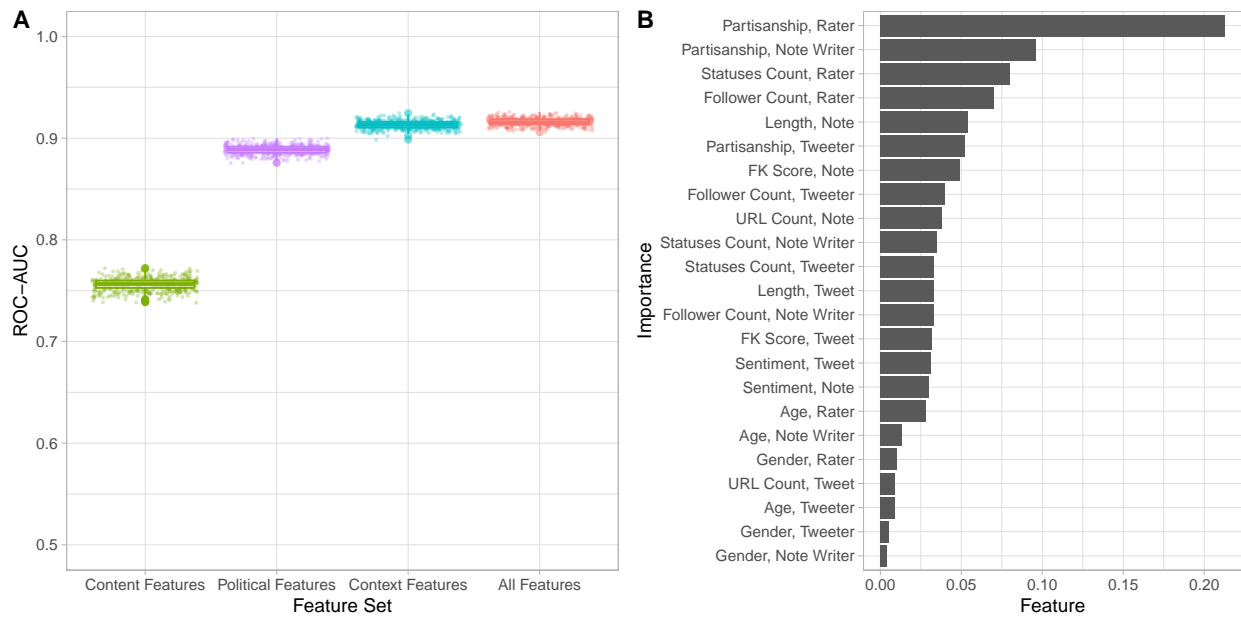 A
1.0
0.9
0.8
0.7
0.6
0.5
ROC−AUC
Content Features
Political Features
Context Features
All Features
Feature Set
B
Partisanship, Rater
Partisanship, Note Writer
Statuses Count, Rater
Follower Count, Rater
Length, Note
Partisanship, Tweeter
FK Score, Note
Follower Count, Tweeter
URL Count, Note
Statuses Count, Note Writer
Statuses Count, Tweeter
Length, Tweet
Follower Count, Note Writer
FK Score, Tweet
Sentiment, Tweet
Sentiment, Note
Age, Rater
Age, Note Writer
Gender, Rater
URL Count, Tweet
Age, Tweeter
Gender, Tweeter
Gender, Note Writer
Importance
0.00
0.05
0.10
0.15
0.20
Feature